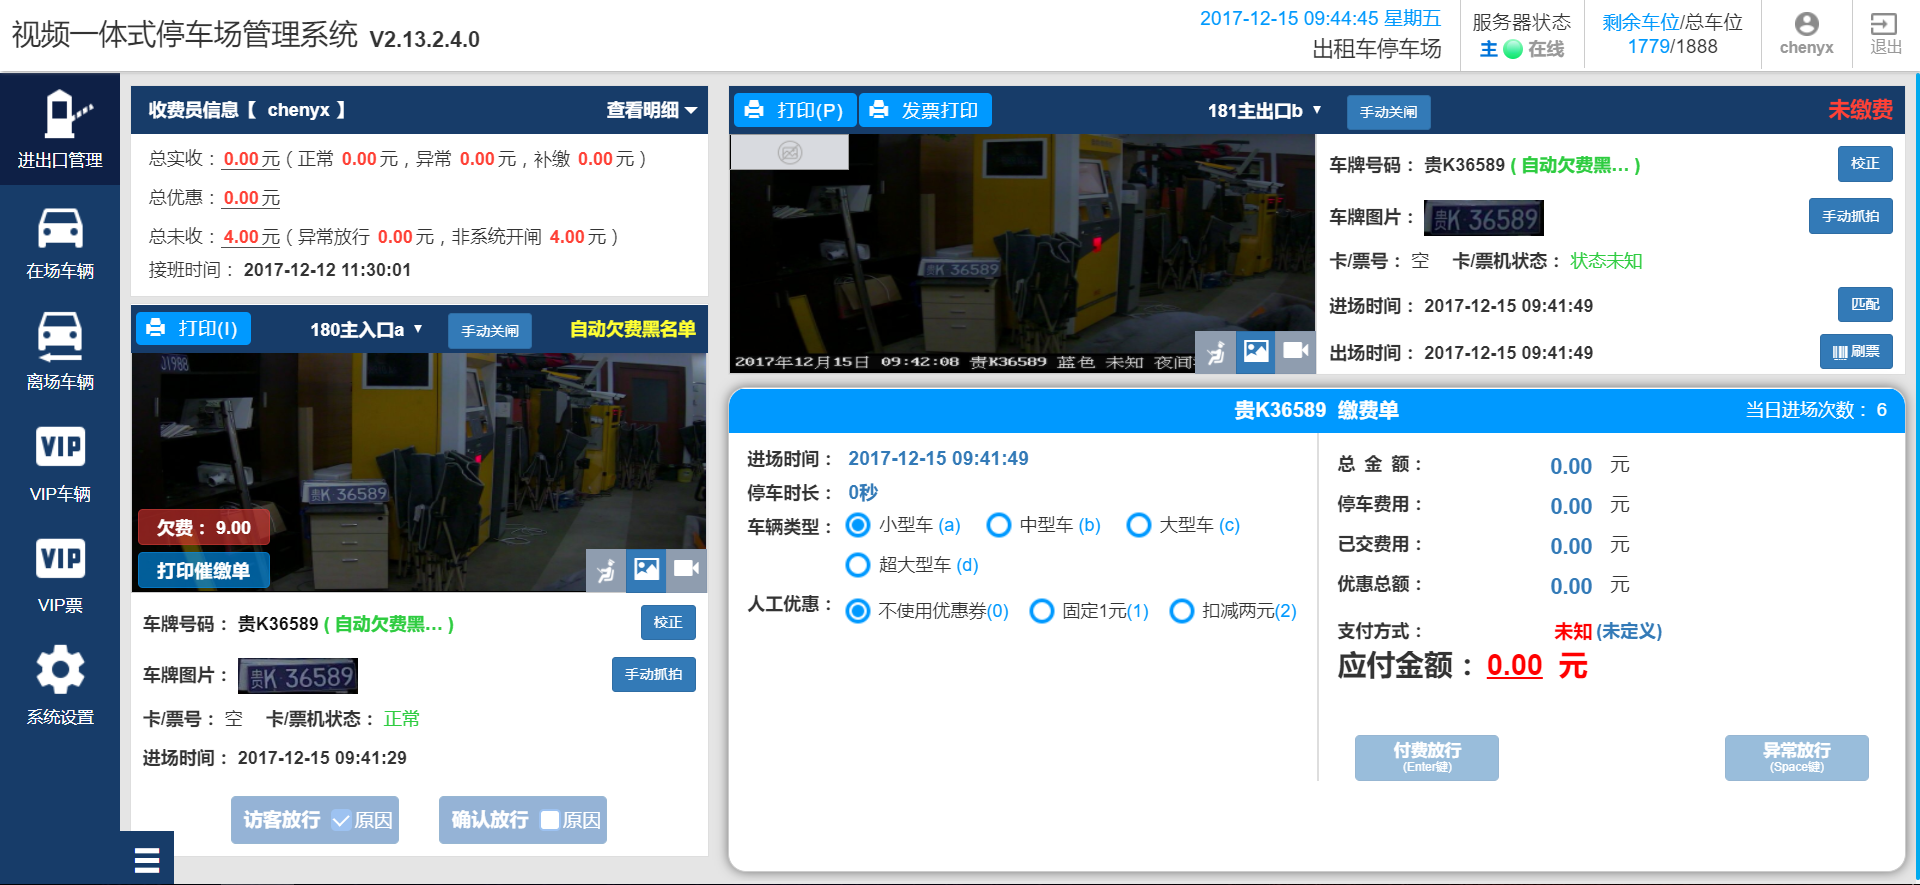 视频一体式停车场管理系统 V2.13.2.4.0
2017-12-15 09:44:45 星期五
出租车停车场
服务器状态
主 在线
剩余车位/总车位
1779/1888
chenyx
退出
进出口管理
在场车辆
离场车辆
VIP
VIP车辆
VIP
VIP票
系统设置
收费员信息【 chenyx 】 查看明细
总实收： 0.00元 ( 正常 0.00元 , 异常 0.00元 , 补缴 0.00元 )
总优惠： 0.00元
总未收： 4.00元 ( 异常放行 0.00元 , 非系统开闸 4.00元 )
接班时间： 2017-12-12 11:30:01
打印(I) 180主入口a ▼ 手动关闸 自动欠费黑名单
J1988
贵K 36589
欠费： 9.00
打印催缴单
车牌号码： 贵K36589 ( 自动欠费黑... ) 校正
车牌图片： 贵K 36589 手动抓拍
卡/票号： 空 卡/票机状态： 正常
进场时间： 2017-12-15 09:41:29
访客放行 原因 确认放行 原因
打印(P) 发票打印 181主出口b ▼ 手动关闸 未缴费
贵K 36589
2017年12月15日 09:42:08 贵K36589 蓝色 未知 夜间
车牌号码： 贵K36589 ( 自动欠费黑... ) 校正
车牌图片： 贵K 36589 手动抓拍
卡/票号： 空 卡/票机状态： 状态未知
进场时间： 2017-12-15 09:41:49 匹配
出场时间： 2017-12-15 09:41:49 刷票
贵K36589 缴费单 当日进场次数： 6
进场时间： 2017-12-15 09:41:49
停车时长： 0秒
车辆类型： 小型车 (a) 中型车 (b) 大型车 (c)
超大型车 (d)
人工优惠： 不使用优惠券(0) 固定1元(1) 扣减两元(2)
总 金 额： 0.00 元
停车费用： 0.00 元
已交费用： 0.00 元
优惠总额： 0.00 元
支付方式： 未知 (未定义)
应付金额： 0.00 元
付费放行 异常放行
(Enter键) (Space键)